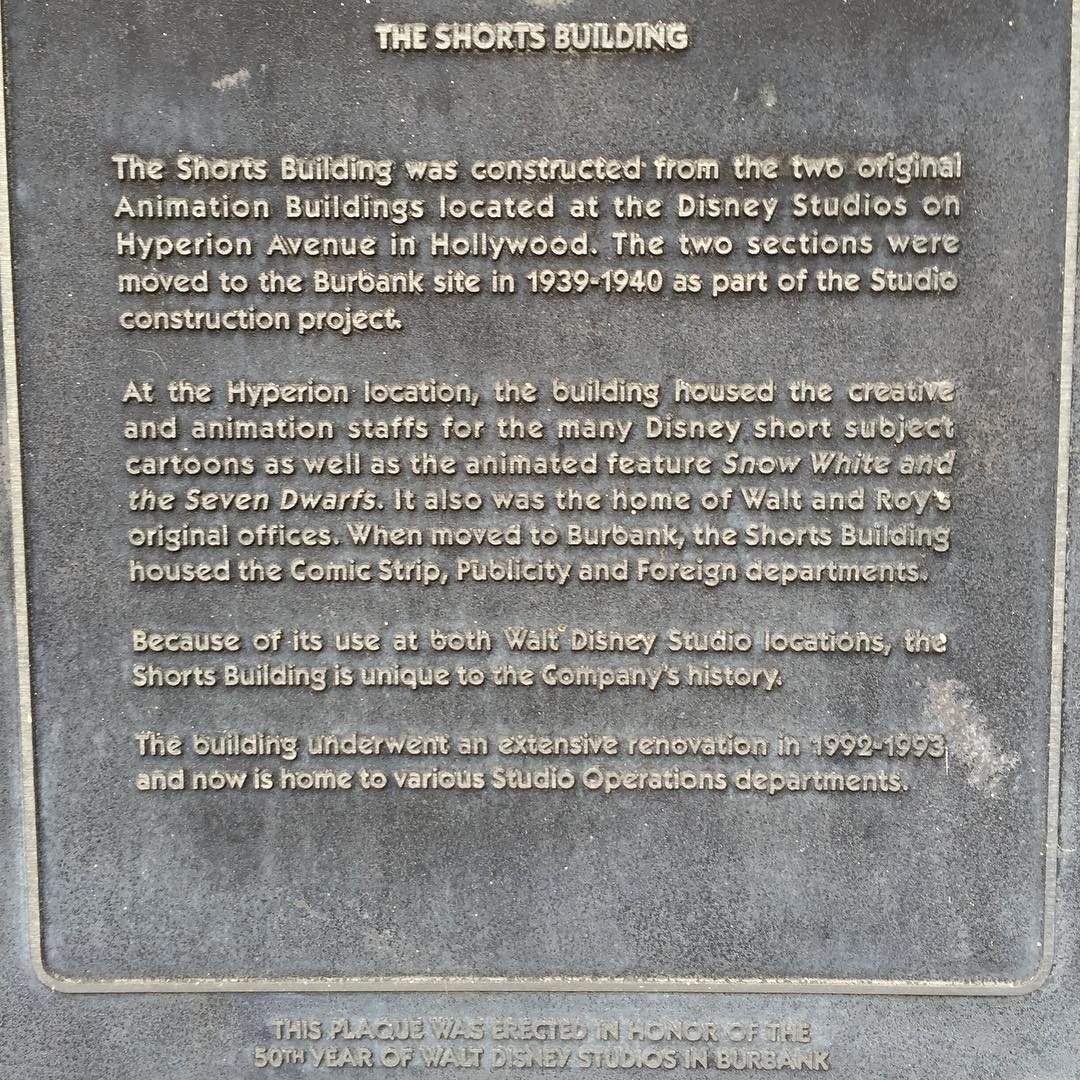 THE SHORTS BUILDING
The Shorts Building was constructed from the two original
Animation Buildings located at the Disney Studios on
Hyperion Avenue in Hollywood. The two sections were
moved to the Burbank site in 1939-1940 as part of the Studio
construction project.
At the Hyperion location, the building housed the creative
and animation staffs for the many Disney short subject
cartoons as well as the animated feature Snow White and
the Seven Dwarfs. It also was the home of Walt and Roy's
original offices. When moved to Burbank, the Shorts Building
housed the Comic Strip, Publicity and Foreign departments.
Because of its use at both Walt Disney Studio locations, the
Shorts Building is unique to the Company's history.
The building underwent an extensive renovation in 1992-1993
and now is home to various Studio Operations departments.
THIS PLAQUE WAS ERECTED IN HONOR OF THE
50TH YEAR OF WALT DISNEY STUDIOS IN BURBANK